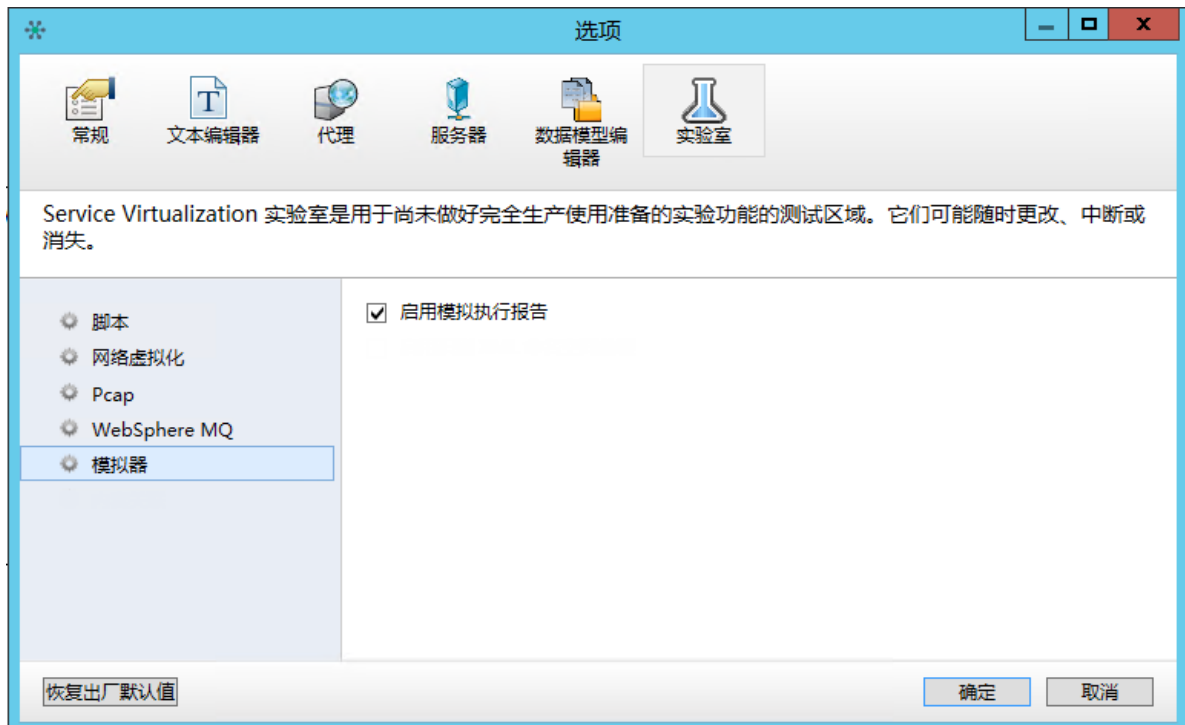 选项
常规
文本编辑器
代理
服务器
数据模型编
辑器
实验室
Service Virtualization 实验室是用于尚未做好完全生产使用准备的实验功能的测试区域。它们可能随时更改、中断或
消失。
脚本
网络虚拟化
Pcap
WebSphere MQ
模拟器
启用模拟执行报告
恢复出厂默认值
确定
取消